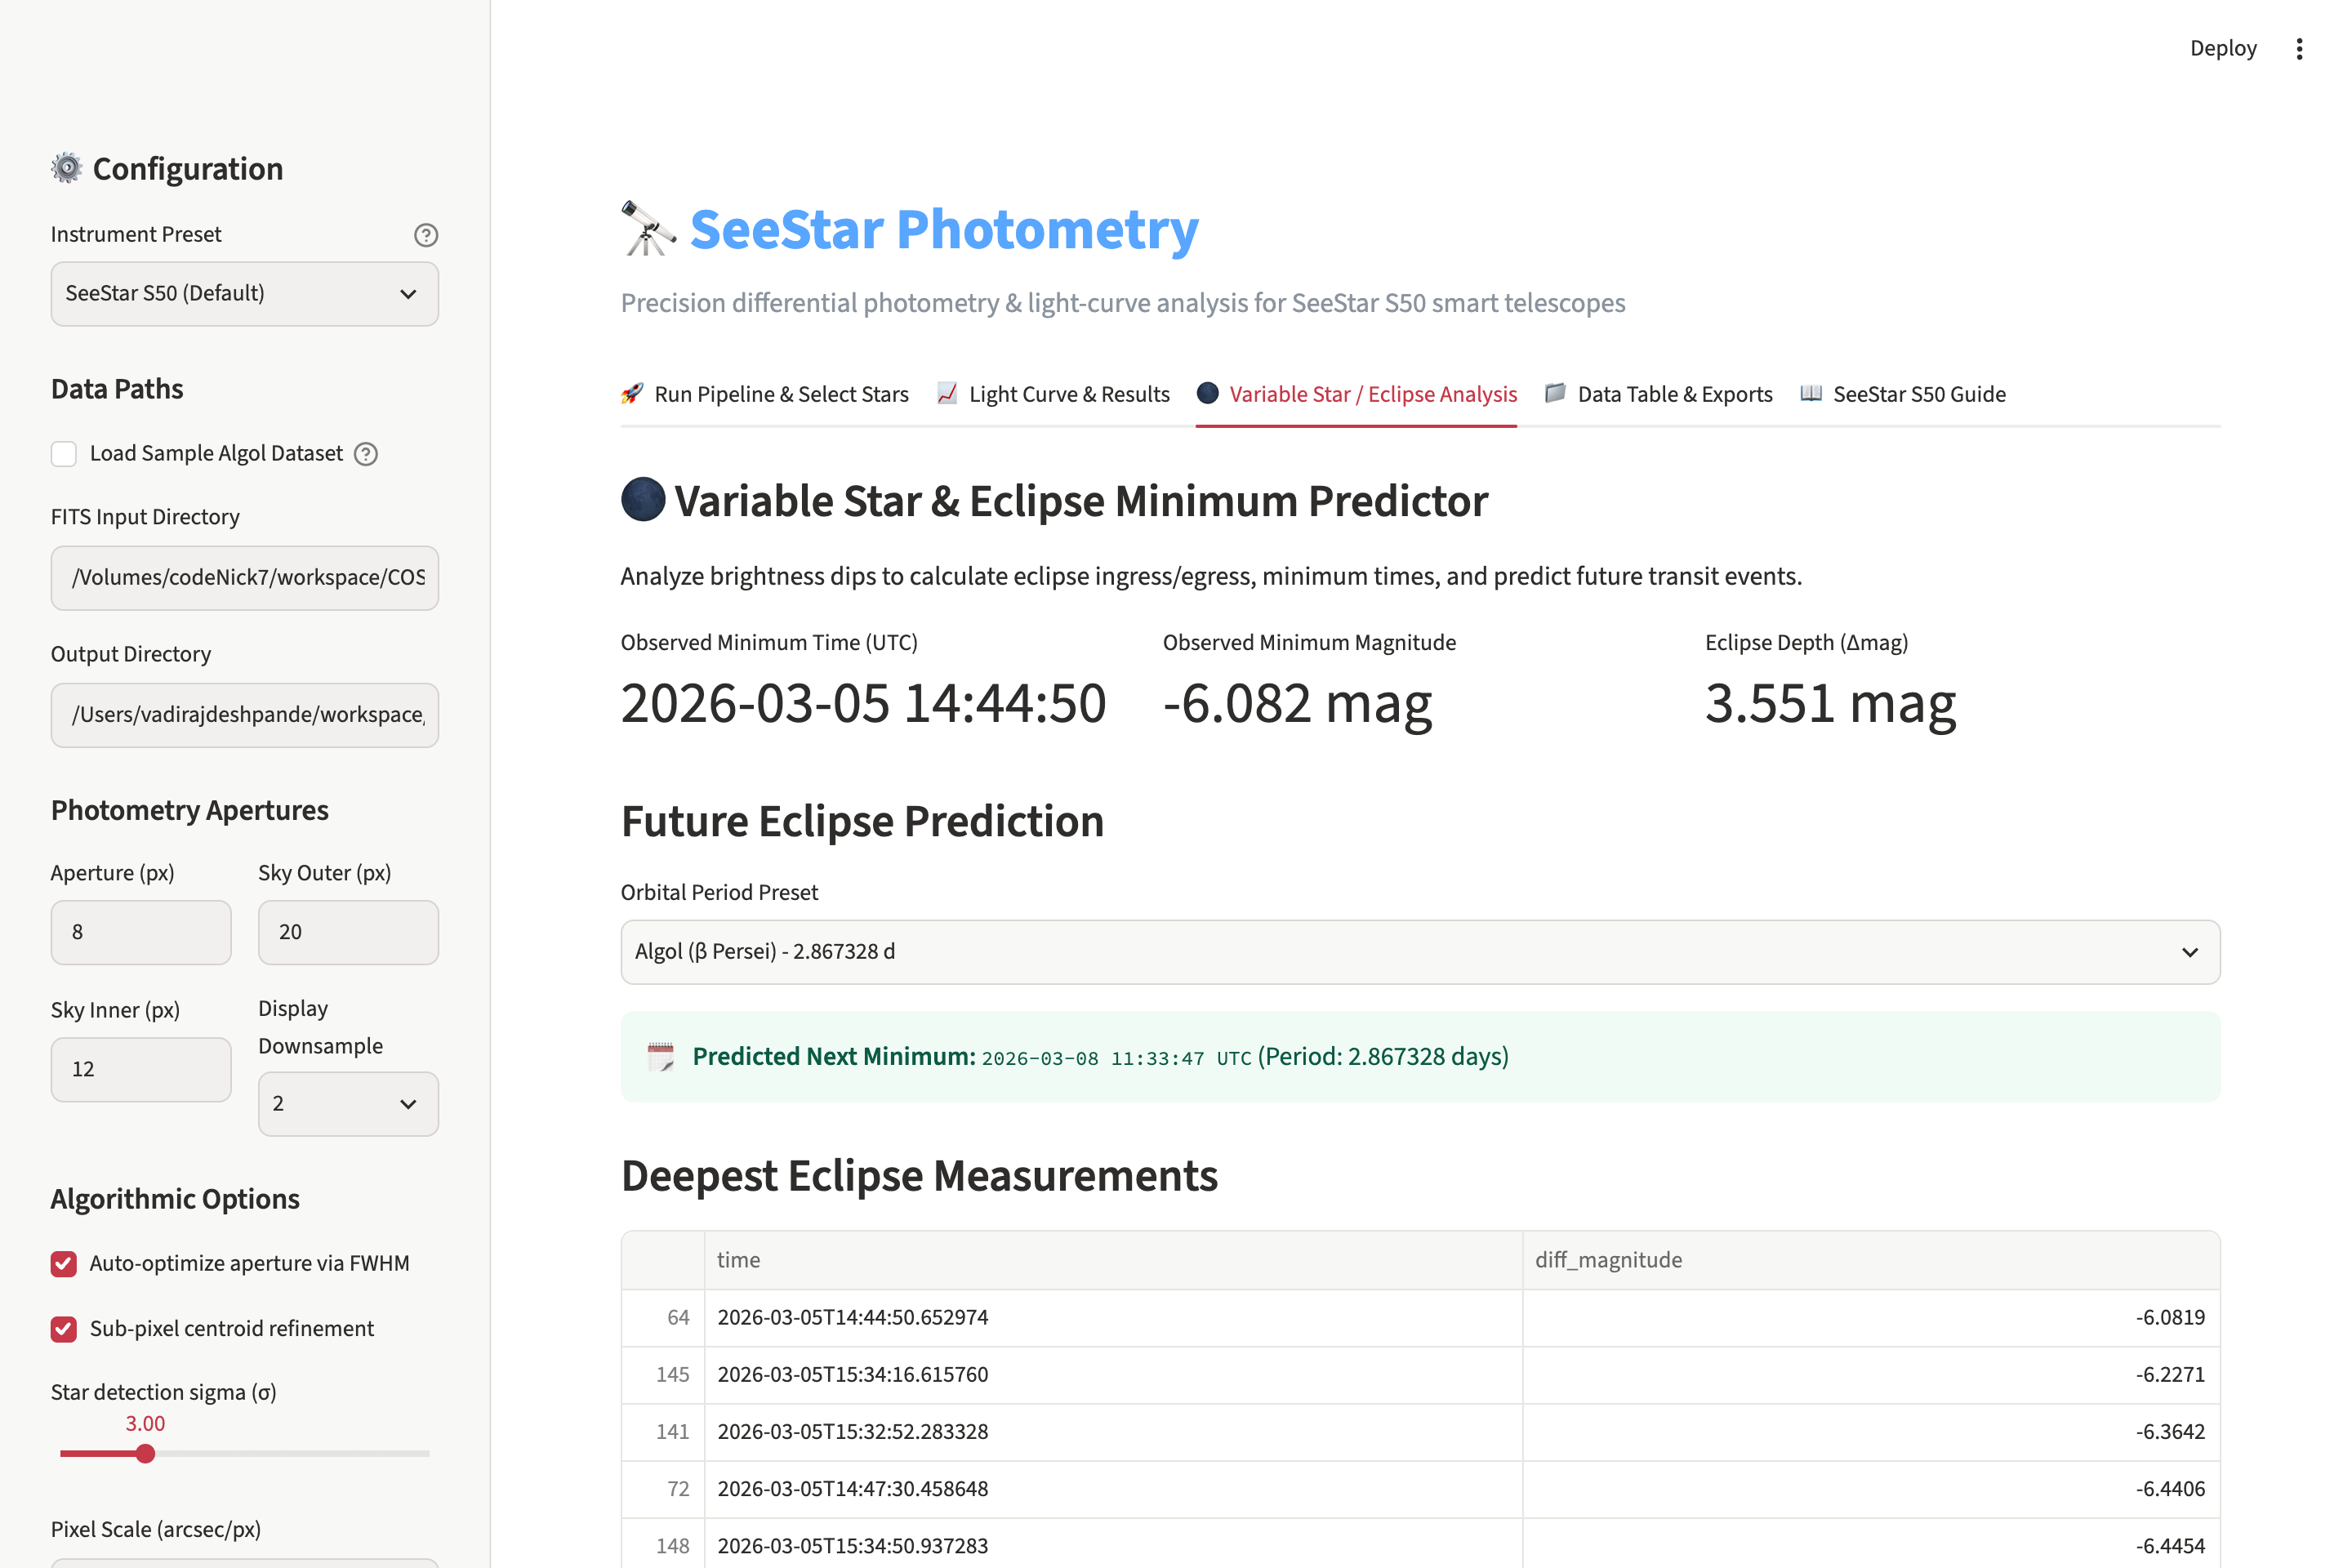 Deploy
Configuration
Instrument Preset
SeeStar S50 (Default)
Data Paths
Load Sample Algol Dataset
FITS Input Directory
/Volumes/codeNick7/workspace/COS
Output Directory
/Users/vadirajdeshpande/workspace,
Photometry Apertures
Aperture (px)
Sky Outer (px)
8
20
Sky Inner (px)
Display
Downsample
12
2
Algorithmic Options
Auto-optimize aperture via FWHM
Sub-pixel centroid refinement
Star detection sigma (σ)
3.00
Pixel Scale (arcsec/px)
SeeStar Photometry
Precision differential photometry & light-curve analysis for SeeStar S50 smart telescopes
Run Pipeline & Select Stars
Light Curve & Results
Variable Star / Eclipse Analysis
Data Table & Exports
SeeStar S50 Guide
Variable Star & Eclipse Minimum Predictor
Analyze brightness dips to calculate eclipse ingress/egress, minimum times, and predict future transit events.
Observed Minimum Time (UTC)
2026-03-05 14:44:50
Observed Minimum Magnitude
-6.082 mag
Eclipse Depth (Δmag)
3.551 mag
Future Eclipse Prediction
Orbital Period Preset
Algol (β Persei) - 2.867328 d
Predicted Next Minimum: 2026-03-08 11:33:47 UTC (Period: 2.867328 days)
Deepest Eclipse Measurements
time diff_magnitude
64 2026-03-05T14:44:50.652974 -6.0819
145 2026-03-05T15:34:16.615760 -6.2271
141 2026-03-05T15:32:52.283328 -6.3642
72 2026-03-05T14:47:30.458648 -6.4406
148 2026-03-05T15:34:50.937283 -6.4454